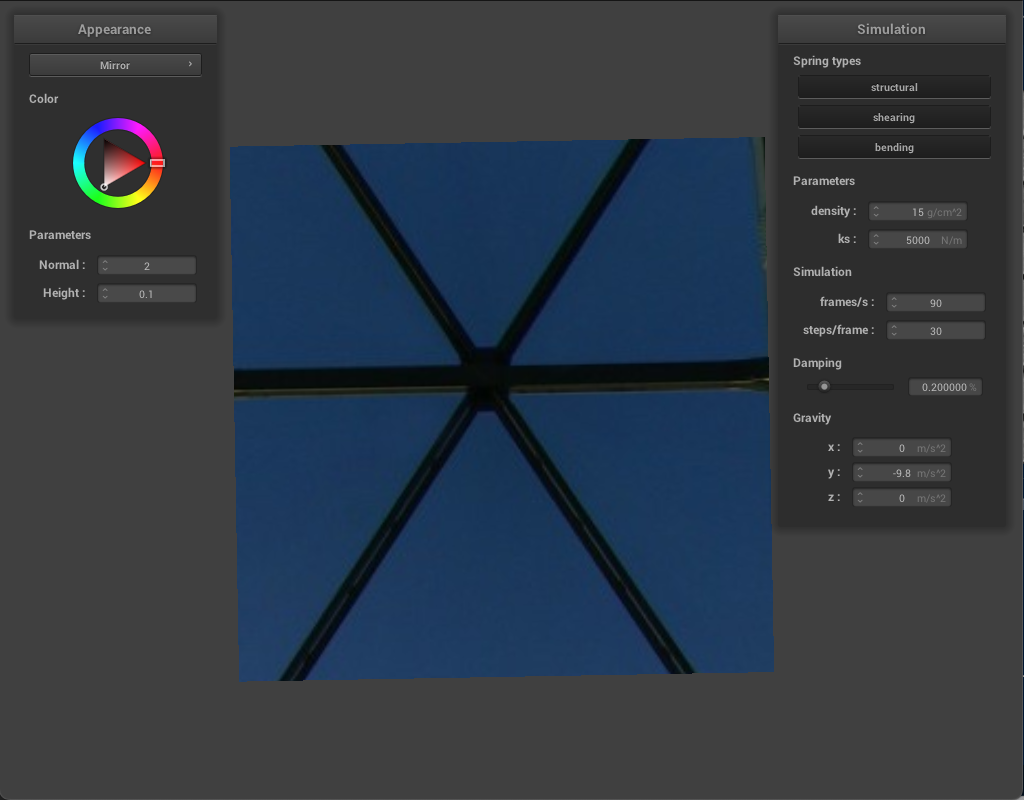 Appearance
Mirror
Color
Parameters
Normal : 2
Height : 0.1
Simulation
Spring types
structural
shearing
bending
Parameters
density : 15 g/cm^2
ks : 5000 N/m
Simulation
frames/s : 90
steps/frame : 30
Damping
0.200000 %
Gravity
x : 0 m/s^2
y : -9.8 m/s^2
z : 0 m/s^2